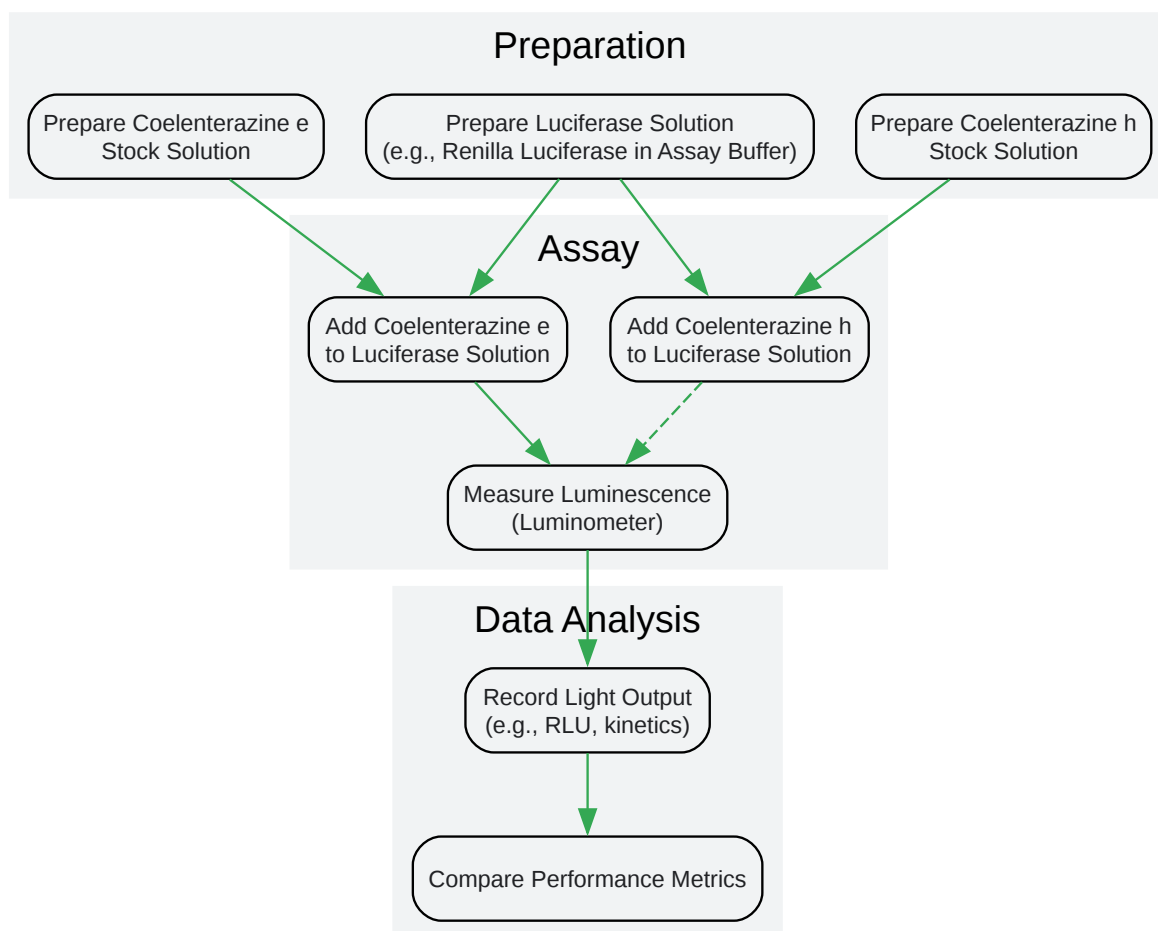 Preparation
Prepare Coelenterazine e
Stock Solution
Prepare Luciferase Solution
(e.g., Renilla Luciferase in Assay Buffer)
Prepare Coelenterazine h
Stock Solution
Assay
Add Coelenterazine e
to Luciferase Solution
Add Coelenterazine h
to Luciferase Solution
Measure Luminescence
(Luminometer)
Data Analysis
Record Light Output
(e.g., RLU, kinetics)
Compare Performance Metrics